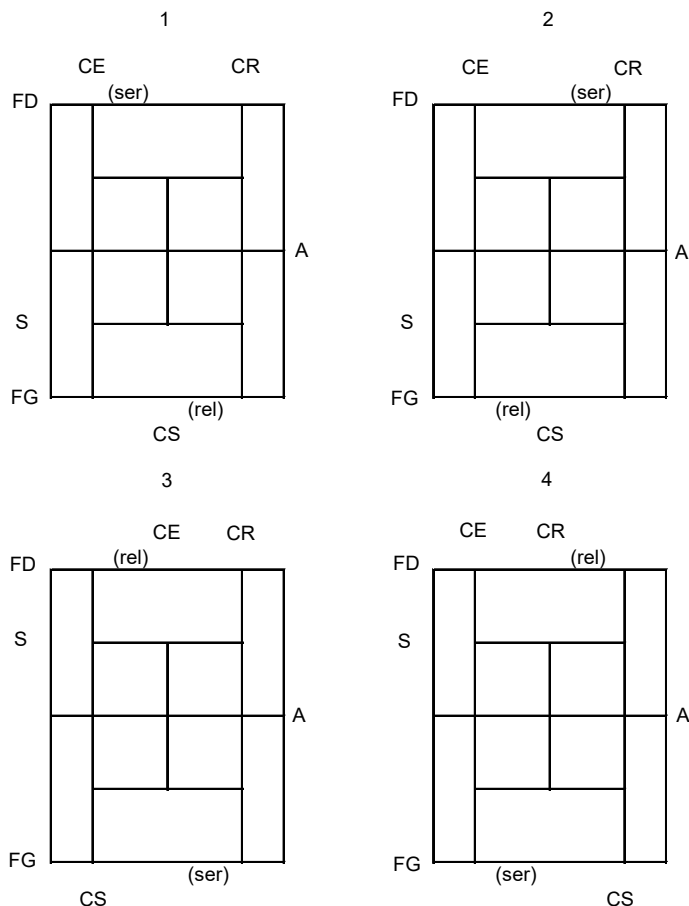 1 2
CE CR CE CR
(ser) (ser)
FD FD
A A
S S
FG FG
(rel) (rel)
CS CS
3 4
CE CR CE CR
(rel) (rel)
FD FD
S S
A A
FG FG
(ser) (ser)
CS CS